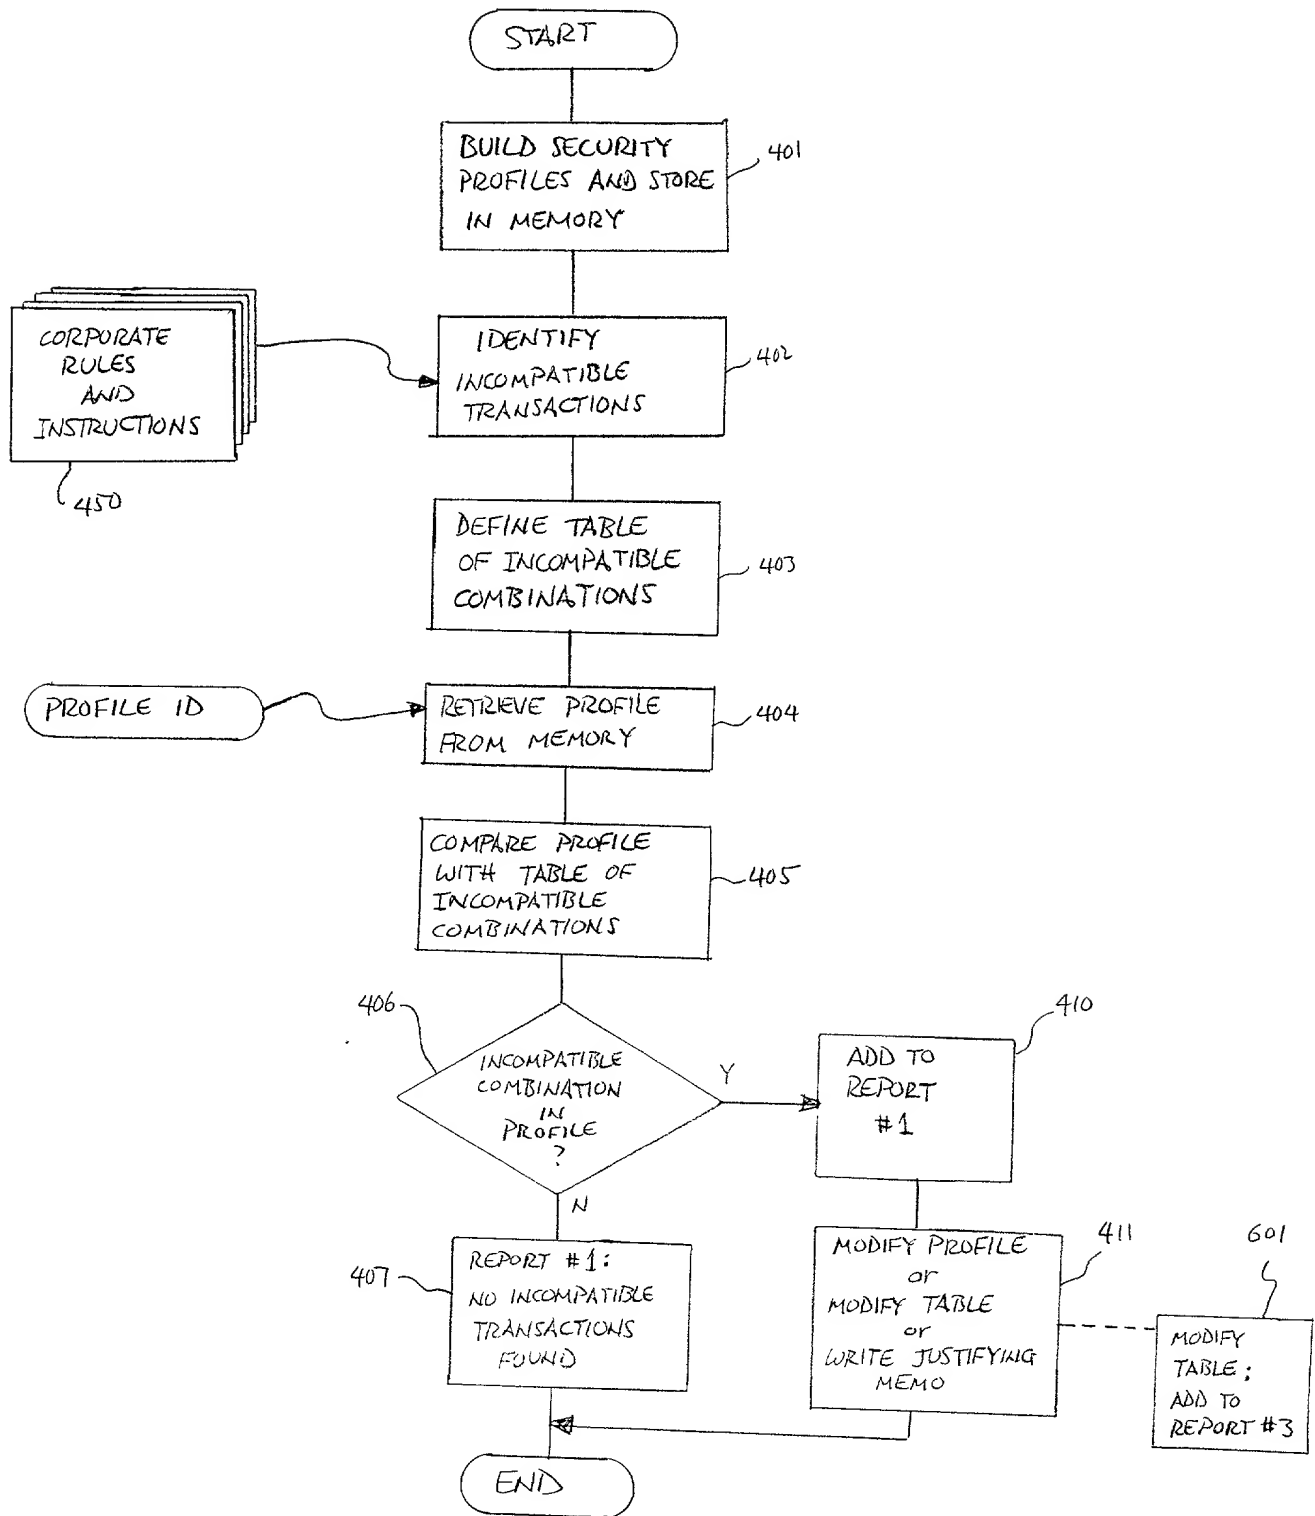 START
BUILD SECURITY
PROFILES AND STORE
IN MEMORY
401
CORPORATE
RULES
AND
INSTRUCTIONS
450
IDENTIFY
INCOMPATIBLE
TRANSACTIONS
402
DEFINE TABLE
OF INCOMPATIBLE
COMBINATIONS
403
PROFILE ID
RETRIEVE PROFILE
FROM MEMORY
404
COMPARE PROFILE
WITH TABLE OF
INCOMPATIBLE
COMBINATIONS
405
406
INCOMPATIBLE
COMBINATION
IN
PROFILE
?
Y
N
410
ADD TO
REPORT
#1
407
REPORT #1:
NO INCOMPATIBLE
TRANSACTIONS
FOUND
411
MODIFY PROFILE
or
MODIFY TABLE
or
WRITE JUSTIFYING
MEMO
601
MODIFY
TABLE:
ADD TO
REPORT #3
END